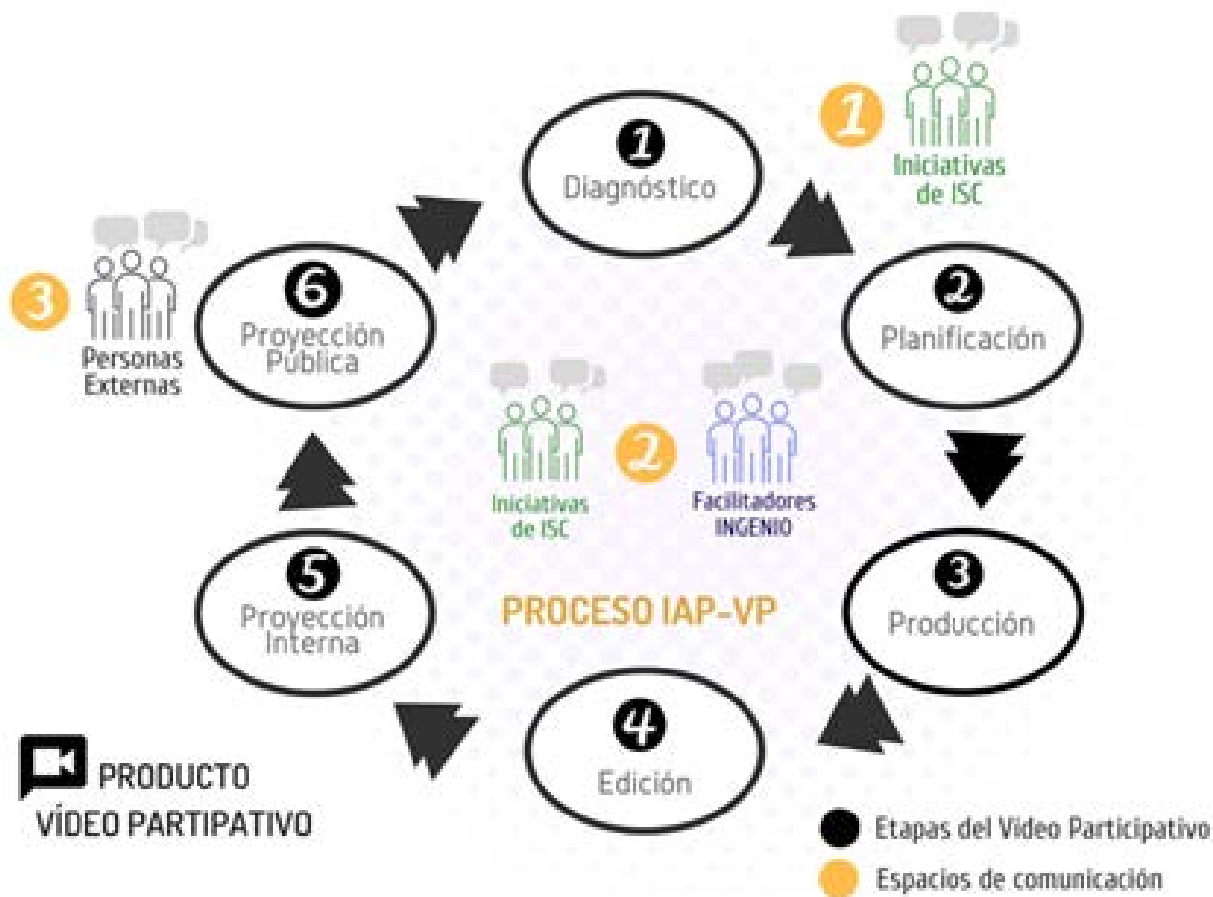 1
Diagnóstico
1
Iniciativas
de ISC
2
Planificación
3
Producción
4
Edición
5
Proyección
Interna
6
Proyección
Pública
3
Personas
Externas
Iniciativas
de ISC
2
Facilitadores
INGENIO
PROCESO IAP-VP
PRODUCTO
VÍDEO PARTIPATIVO
Etapas del Video Participativo
Espacios de comunicación